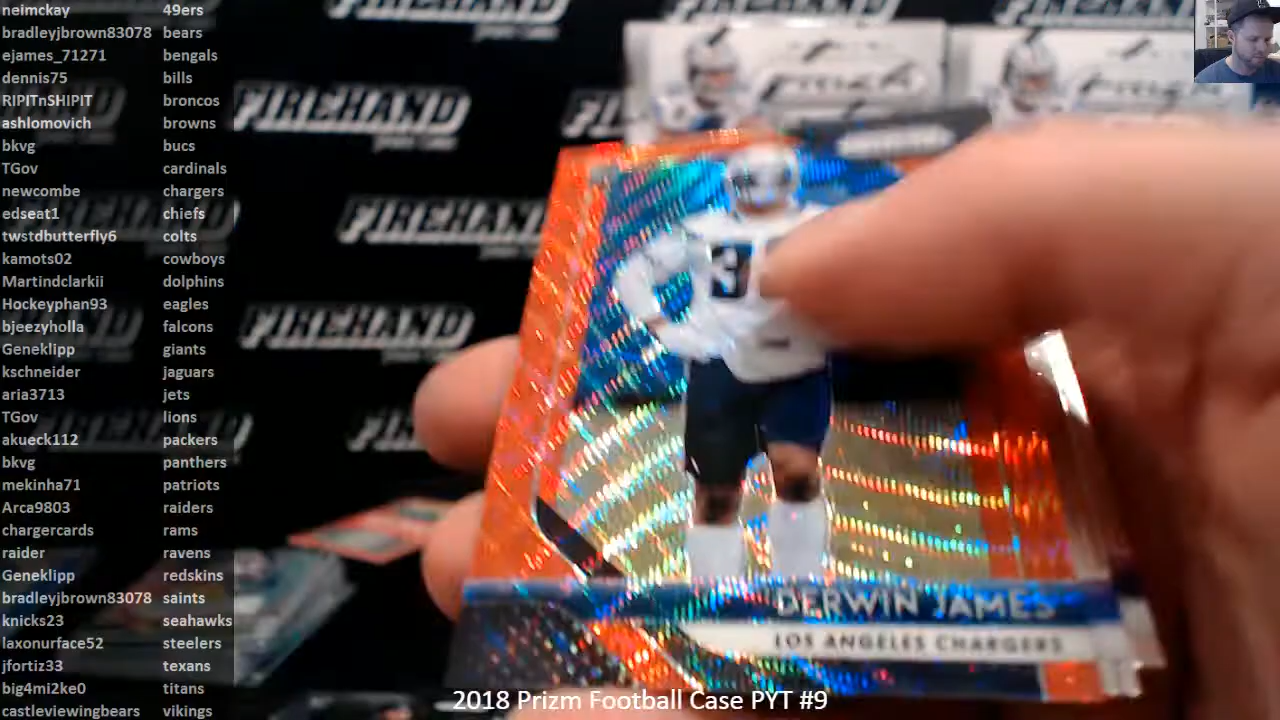 neimckay 49ers
bradleyjbrown83078 bears
ejames_71271 bengals
dennis75 bills
RIPITnSHIPIT broncos
ashlomovich browns
bkvg bucs
TGov cardinals
newcombe chargers
edseat1 chiefs
twstdbutterfly6 colts
kamots02 cowboys
Martindclarkii dolphins
Hockeyphan93 eagles
bjeezyholla falcons
Geneklipp giants
kschneider jaguars
aria3713 jets
TGov lions
akueck112 packers
bkvg panthers
mekinha71 patriots
Arca9803 raiders
chargercards rams
raider ravens
Geneklipp redskins
bradleyjbrown83078 saints
knicks23 seahawks
laxonurface52 steelers
jfortiz33 texans
big4mi2ke0 titans
castleviewingbears vikings
FIREHAND
FIREHAND
FIREHAND
DERWIN JAMES
LOS ANGELES CHARGERS
2018 Prizm Football Case PYT #9